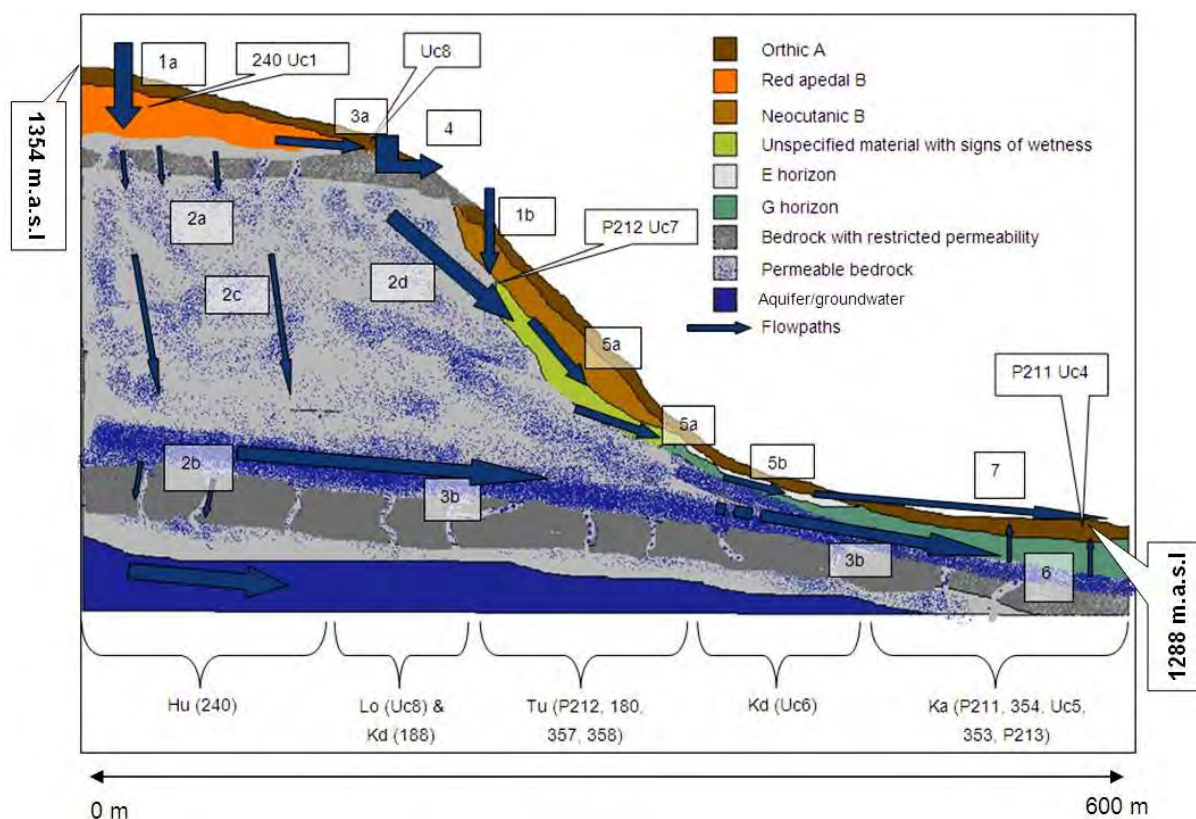 1a
240 Uc1
Uc8
3a
4
1354 m.a.s.l
Orthic A
Red apedal B
Neocutanic B
Unspecified material with signs of wetness
E horizon
G horizon
Bedrock with restricted permeability
Permeable bedrock
Aquifer/groundwater
Flowpaths
2a
1b
P212 Uc7
2c
2d
5a
P211 Uc4
5a
5b
7
2b
3b
3b
6
1288 m.a.s.l
Hu (240)
Lo (Uc8) &
Kd (188)
Tu (P212, 180,
357, 358)
Kd (Uc6)
Ka (P211, 354, Uc5,
353, P213)
0 m
600 m